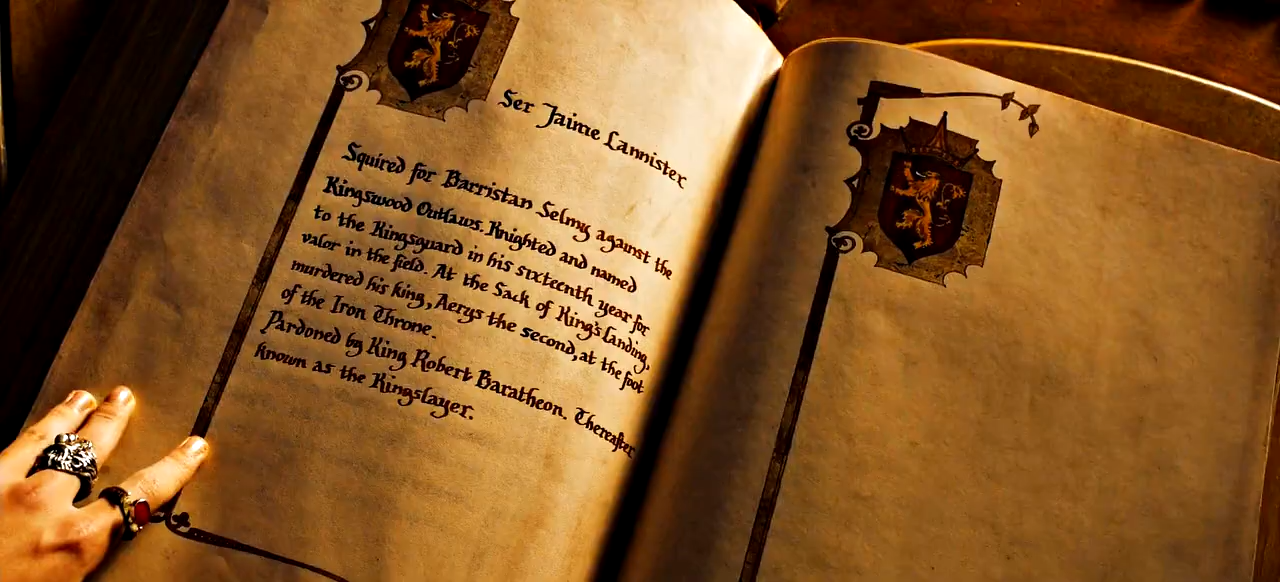 Ser Jaime Lannister
Squired for Barristan Selmy against the
Kingswood Outlaws. Knighted and named
to the Kingsguard in his sixteenth year for
valor in the field. At the Sack of King's Landing,
murdered his king, Aerys the second, at the foot
of the Iron Throne.
Pardoned by King Robert Baratheon. Thereafter
known as the Kingslayer.